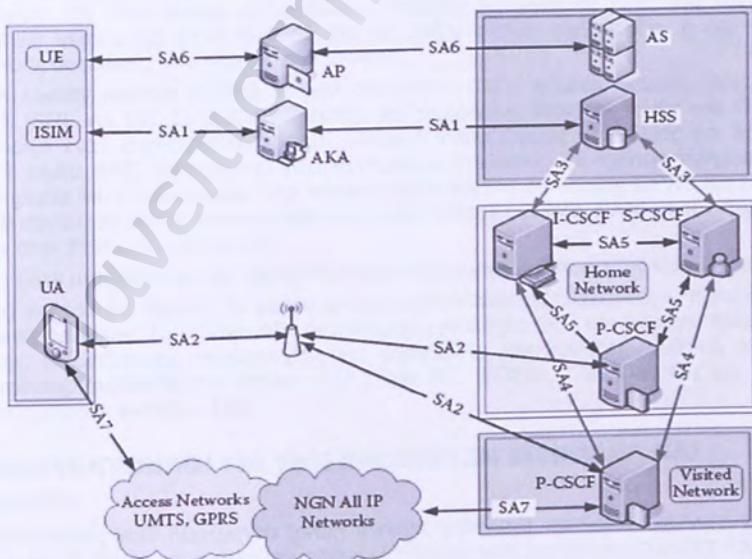 UE
SA6
AP
SA6
AS
ISIM
SA1
AKA
SA1
HSS
SA3
SA3
I-CSCF
S-CSCF
SA5
Home
Network
UA
SA2
SA5
SA5
P-CSCF
SA2
SA4
SA4
SA2
SA7
P-CSCF
Visited
Network
Access Networks
UMTS, GPRS
NGN All IP
Networks
SA7